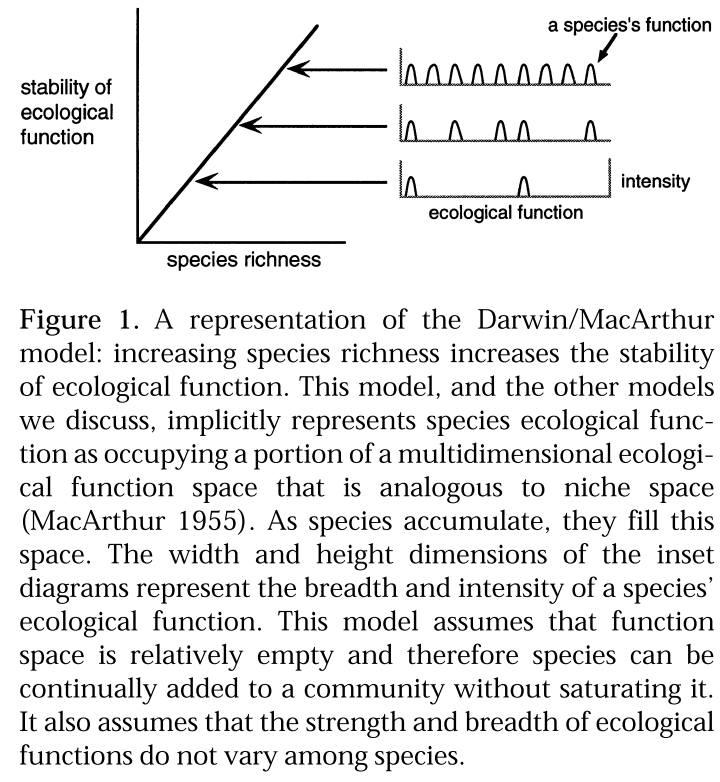 a species's function
stability of
ecological
function
intensity
ecological function
species richness
Figure 1. A representation of the Darwin/MacArthur
model: increasing species richness increases the stability
of ecological function. This model, and the other models
we discuss, implicitly represents species ecological func-
tion as occupying a portion of a multidimensional ecologi-
cal function space that is analogous to niche space
(MacArthur 1955). As species accumulate, they fill this
space. The width and height dimensions of the inset
diagrams represent the breadth and intensity of a species’
ecological function. This model assumes that function
space is relatively empty and therefore species can be
continually added to a community without saturating it.
It also assumes that the strength and breadth of ecological
functions do not vary among species.